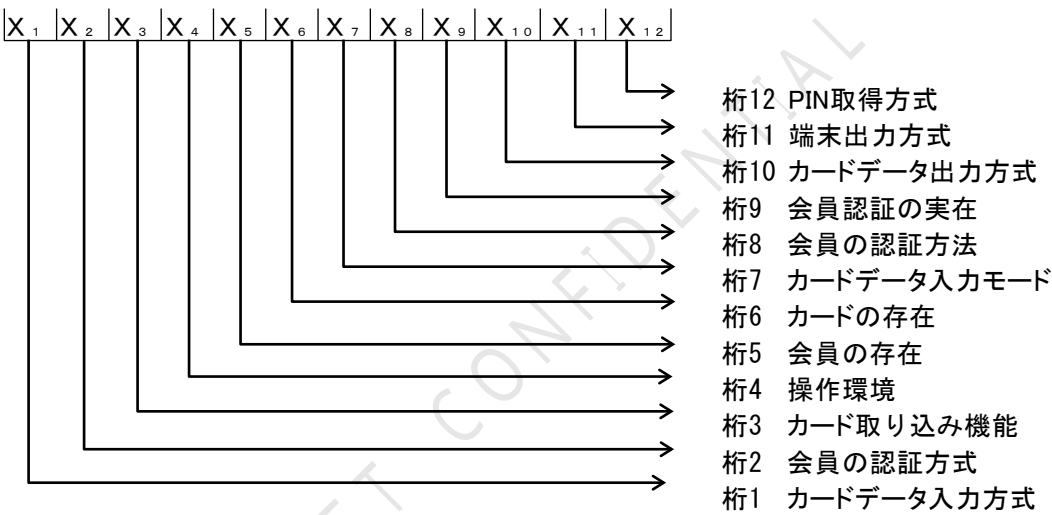 X1 X2 X3 X4 X5 X6 X7 X8 X9 X10 X11 X12
桁12 PIN取得方式
桁11 端末出力方式
桁10 カードデータ出力方式
桁9 会員認証の実在
桁8 会員の認証方法
桁7 カードデータ入力モード
桁6 カードの存在
桁5 会員の存在
桁4 操作環境
桁3 カード取り込み機能
桁2 会員の認証方式
桁1 カードデータ入力方式
CONFIDENTIAL